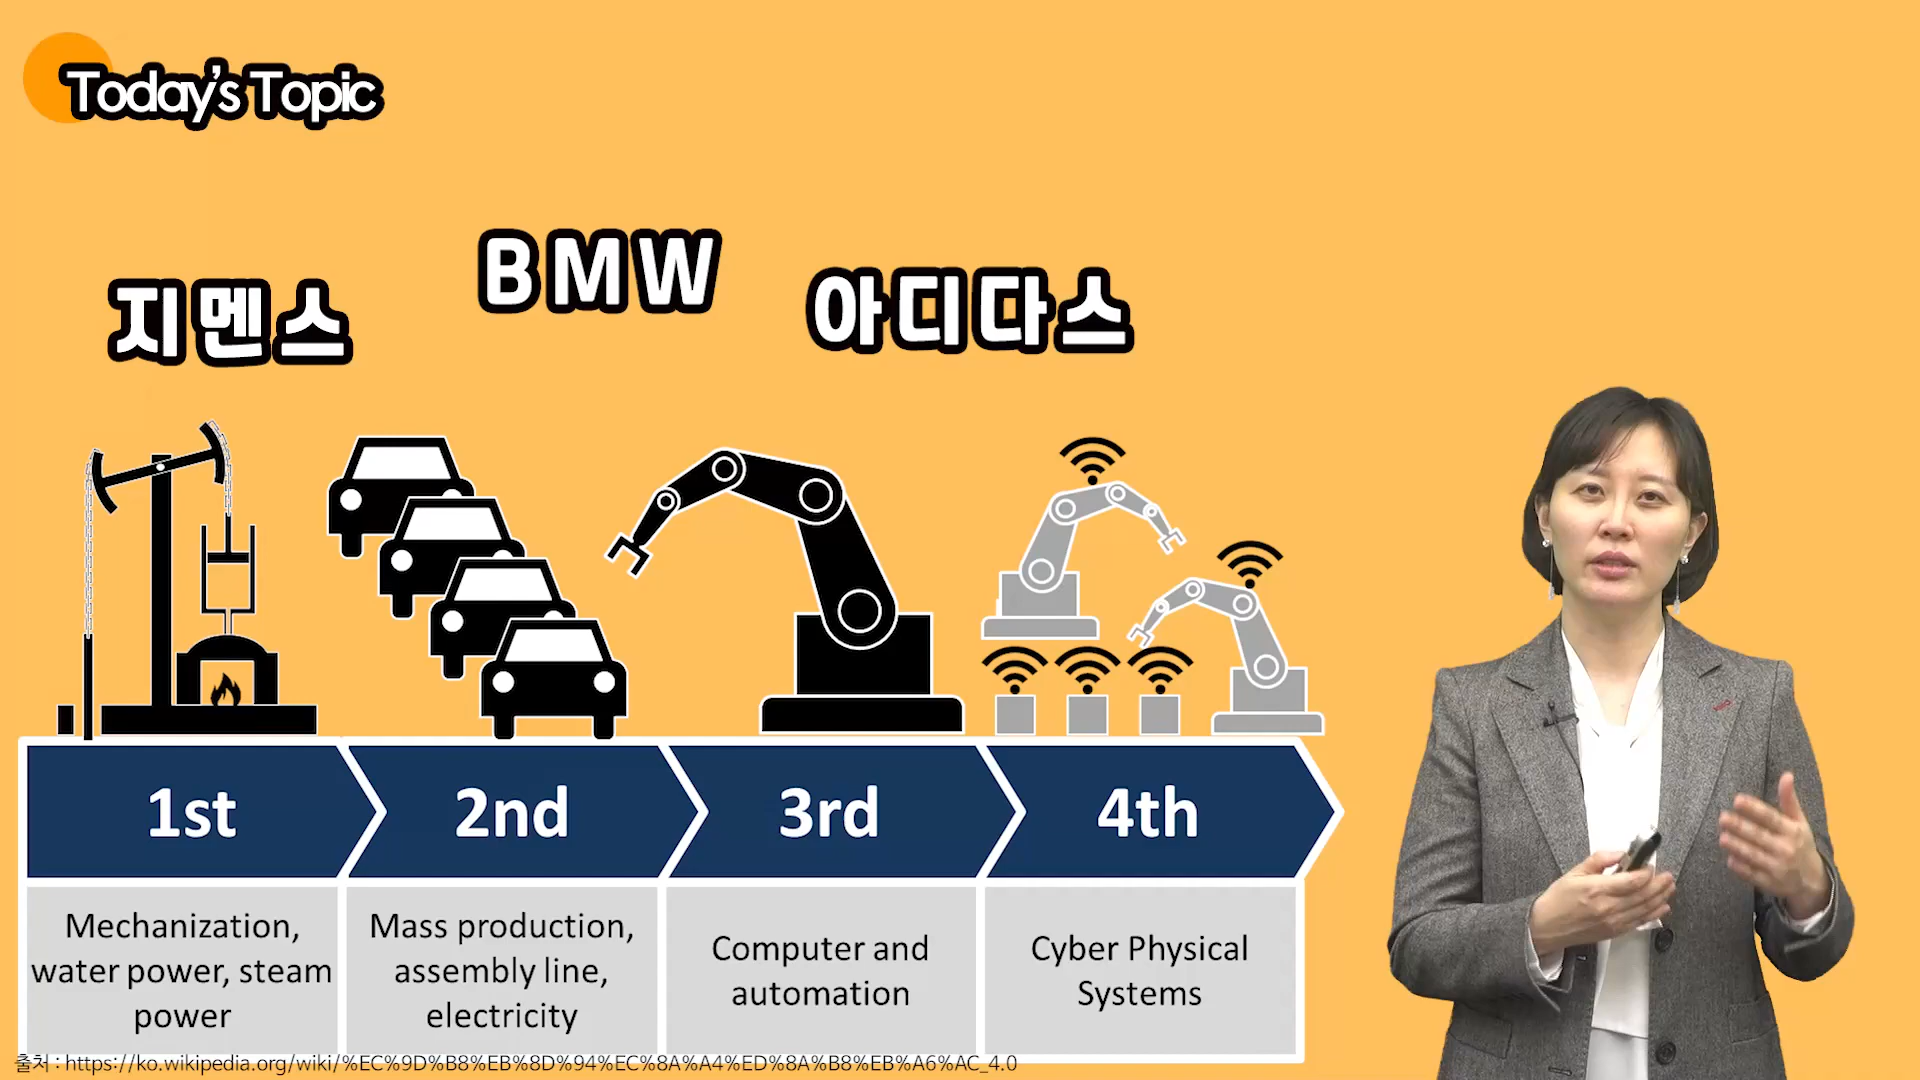 Today's Topic
BMW
지멘스
아디다스
1st
2nd
3rd
4th
Mechanization,
water power, steam
power
Mass production,
assembly line,
electricity
Computer and
automation
Cyber Physical
Systems
출처 : https://ko.wikipedia.org/wiki/%EC%9D%B8%EB%8D%94%EC%8A%A4%ED%8A%B8%EB%A6%AC_4.0